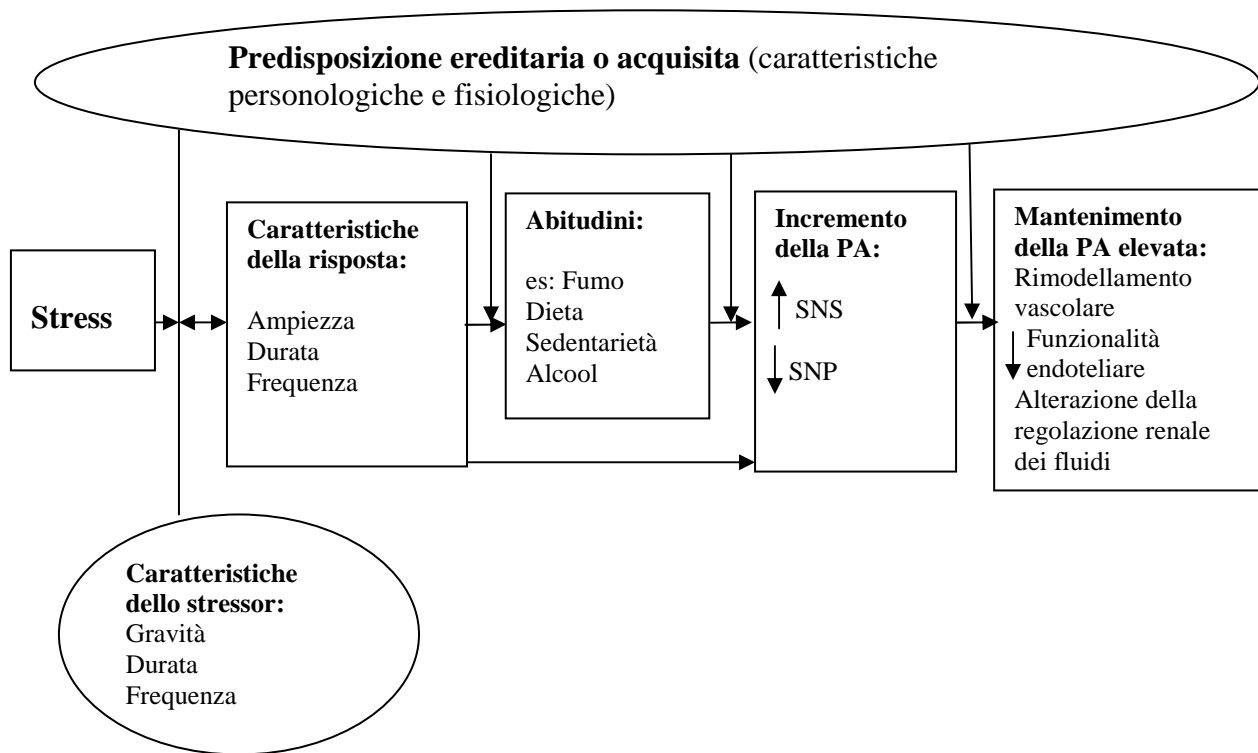 Predisposizione ereditaria o acquisita (caratteristiche
personologiche e fisiologiche)
Stress
Caratteristiche
della risposta:
Ampiezza
Durata
Frequenza
Abitudini:
es: Fumo
Dieta
Sedentarietà
Alcool
Incremento
della PA:
SNS
SNP
Mantenimento
della PA elevata:
Rimodellamento
vascolare
Funzionalità
endoteliare
Alterazione della
regolazione renale
dei fluidi
Caratteristiche
dello stressor:
Gravità
Durata
Frequenza